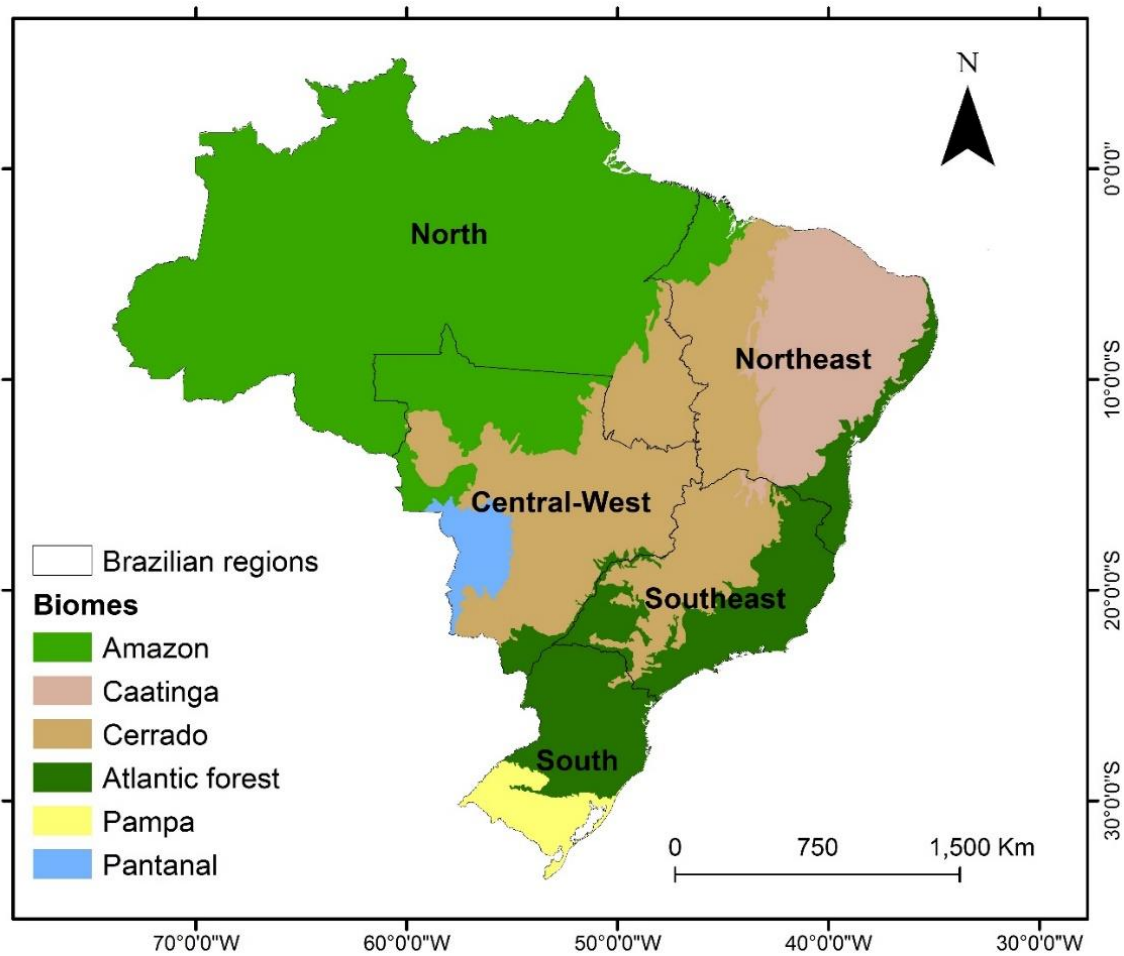 N
North
Northeast
Central-West
Southeast
South
Brazilian regions
Biomes
Amazon
Caatinga
Cerrado
Atlantic forest
Pampa
Pantanal
0 750 1,500 Km
0°0'0"
10°0'0"S
20°0'0"S
30°0'0"S
70°0'0"W 60°0'0"W 50°0'0"W 40°0'0"W 30°0'0"W